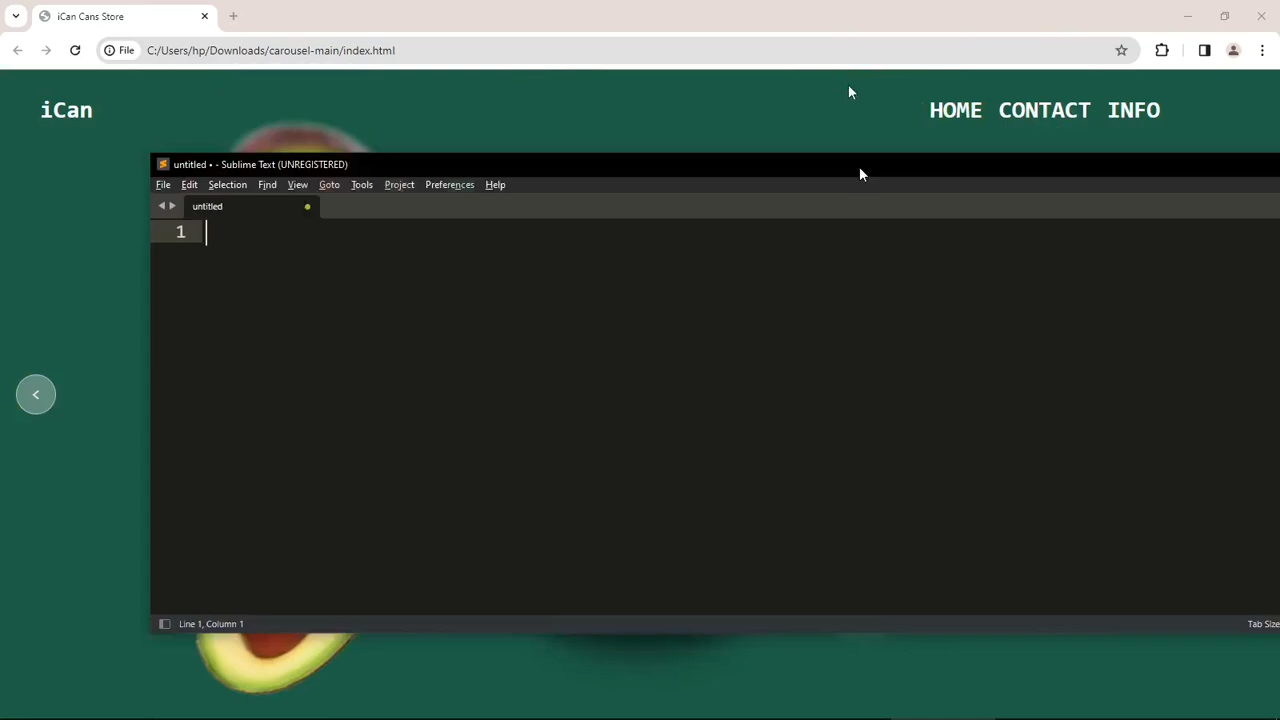 iCan Cans Store
File C:/Users/hp/Downloads/carousel-main/index.html
iCan HOME CONTACT INFO
untitled • - Sublime Text (UNREGISTERED)
File Edit Selection Find View Goto Tools Project Preferences Help
untitled
1
Line 1, Column 1 Tab Size